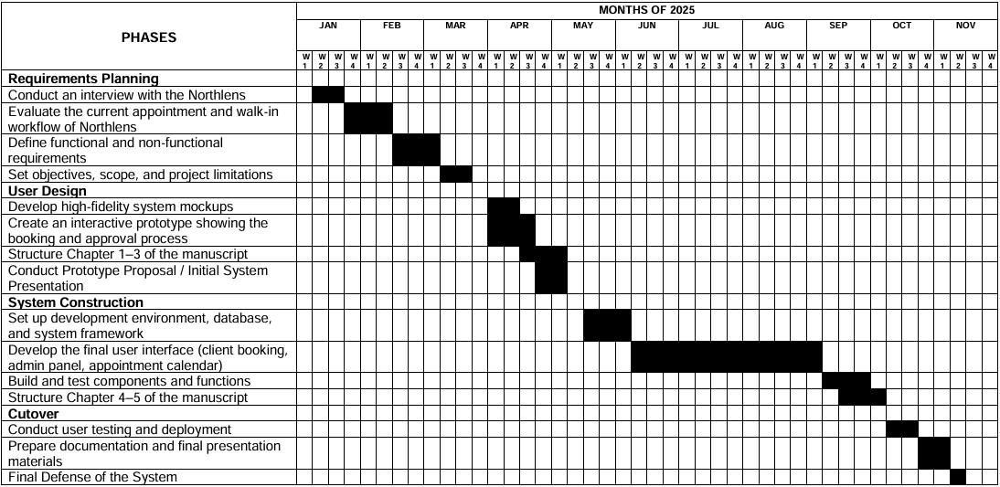 PHASES
MONTHS OF 2025
JAN FEB MAR APR MAY JUN JUL AUG SEP OCT NOV
W W W W W W W W W W W W W W W W W W W W W W W W W W W W W W W W W W W W W W W W W W W W
1 2 3 4 1 2 3 4 1 2 3 4 1 2 3 4 1 2 3 4 1 2 3 4 1 2 3 4 1 2 3 4 1 2 3 4 1 2 3 4 1 2 3 4
Requirements Planning
Conduct an interview with the Northlens
Evaluate the current appointment and walk-in
workflow of Northlens
Define functional and non-functional
requirements
Set objectives, scope, and project limitations
User Design
Develop high-fidelity system mockups
Create an interactive prototype showing the
booking and approval process
Structure Chapter 1–3 of the manuscript
Conduct Prototype Proposal / Initial System
Presentation
System Construction
Set up development environment, database,
and system framework
Develop the final user interface (client booking,
admin panel, appointment calendar)
Build and test components and functions
Structure Chapter 4–5 of the manuscript
Cutover
Conduct user testing and deployment
Prepare documentation and final presentation
materials
Final Defense of the System